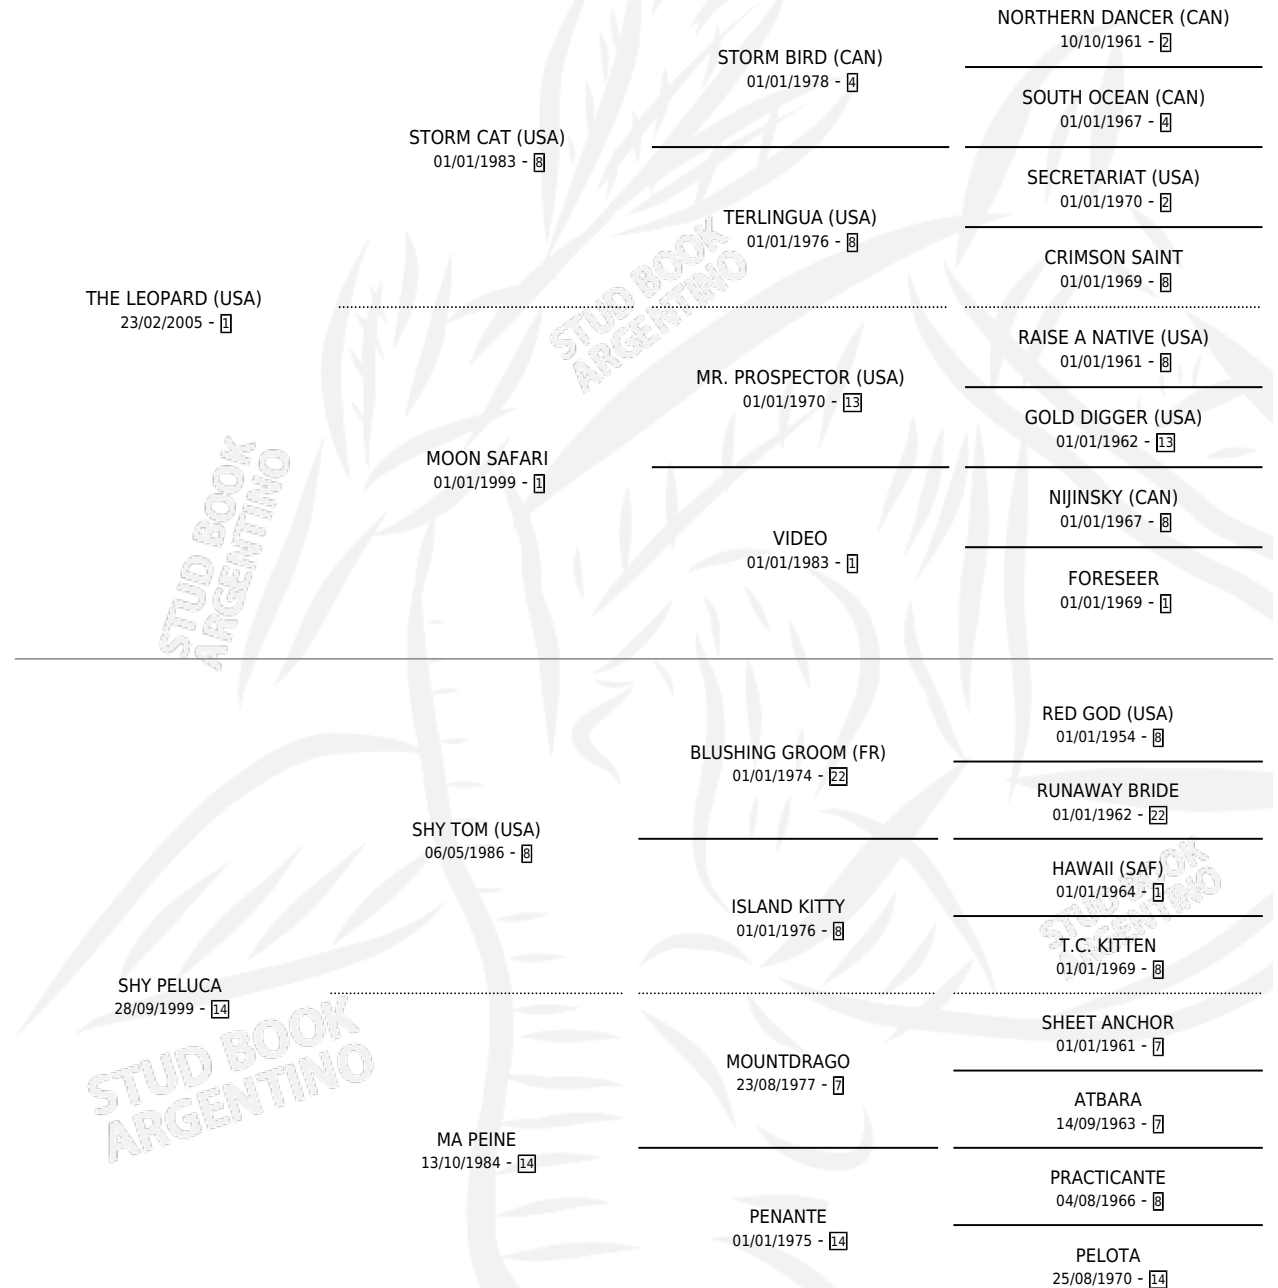 NORTHERN DANCER (CAN)
10/10/1961 - 2
STORM BIRD (CAN)
01/01/1978 - 4
SOUTH OCEAN (CAN)
01/01/1967 - 4
STORM CAT (USA)
01/01/1983 - 8
SECRETARIAT (USA)
01/01/1970 - 2
TERLINGUA (USA)
01/01/1976 - 8
CRIMSON SAINT
01/01/1969 - 8
THE LEOPARD (USA)
23/02/2005 - 1
RAISE A NATIVE (USA)
01/01/1961 - 8
MR. PROSPECTOR (USA)
01/01/1970 - 13
GOLD DIGGER (USA)
01/01/1962 - 13
MOON SAFARI
01/01/1999 - 1
NIJINSKY (CAN)
01/01/1967 - 8
VIDEO
01/01/1983 - 1
FORESEER
01/01/1969 - 1
STUD BOOK
ARGENTINO
STUD BOOK
ARGENTINO
RED GOD (USA)
01/01/1954 - 8
BLUSHING GROOM (FR)
01/01/1974 - 22
RUNAWAY BRIDE
01/01/1962 - 22
SHY TOM (USA)
06/05/1986 - 8
HAWAII (SAF)
01/01/1964 - 1
ISLAND KITTY
01/01/1976 - 8
T.C. KITTEN
01/01/1969 - 8
STUD BOOK
ARGENTINO
SHY PELUCA
28/09/1999 - 14
SHEET ANCHOR
01/01/1961 - 7
MOUNTDRAGO
23/08/1977 - 7
ATBARA
14/09/1963 - 7
MA PEINE
13/10/1984 - 14
PRACTICANTE
04/08/1966 - 8
PENANTE
01/01/1975 - 14
PELOTA
25/08/1970 - 14
STUD BOOK
ARGENTINO